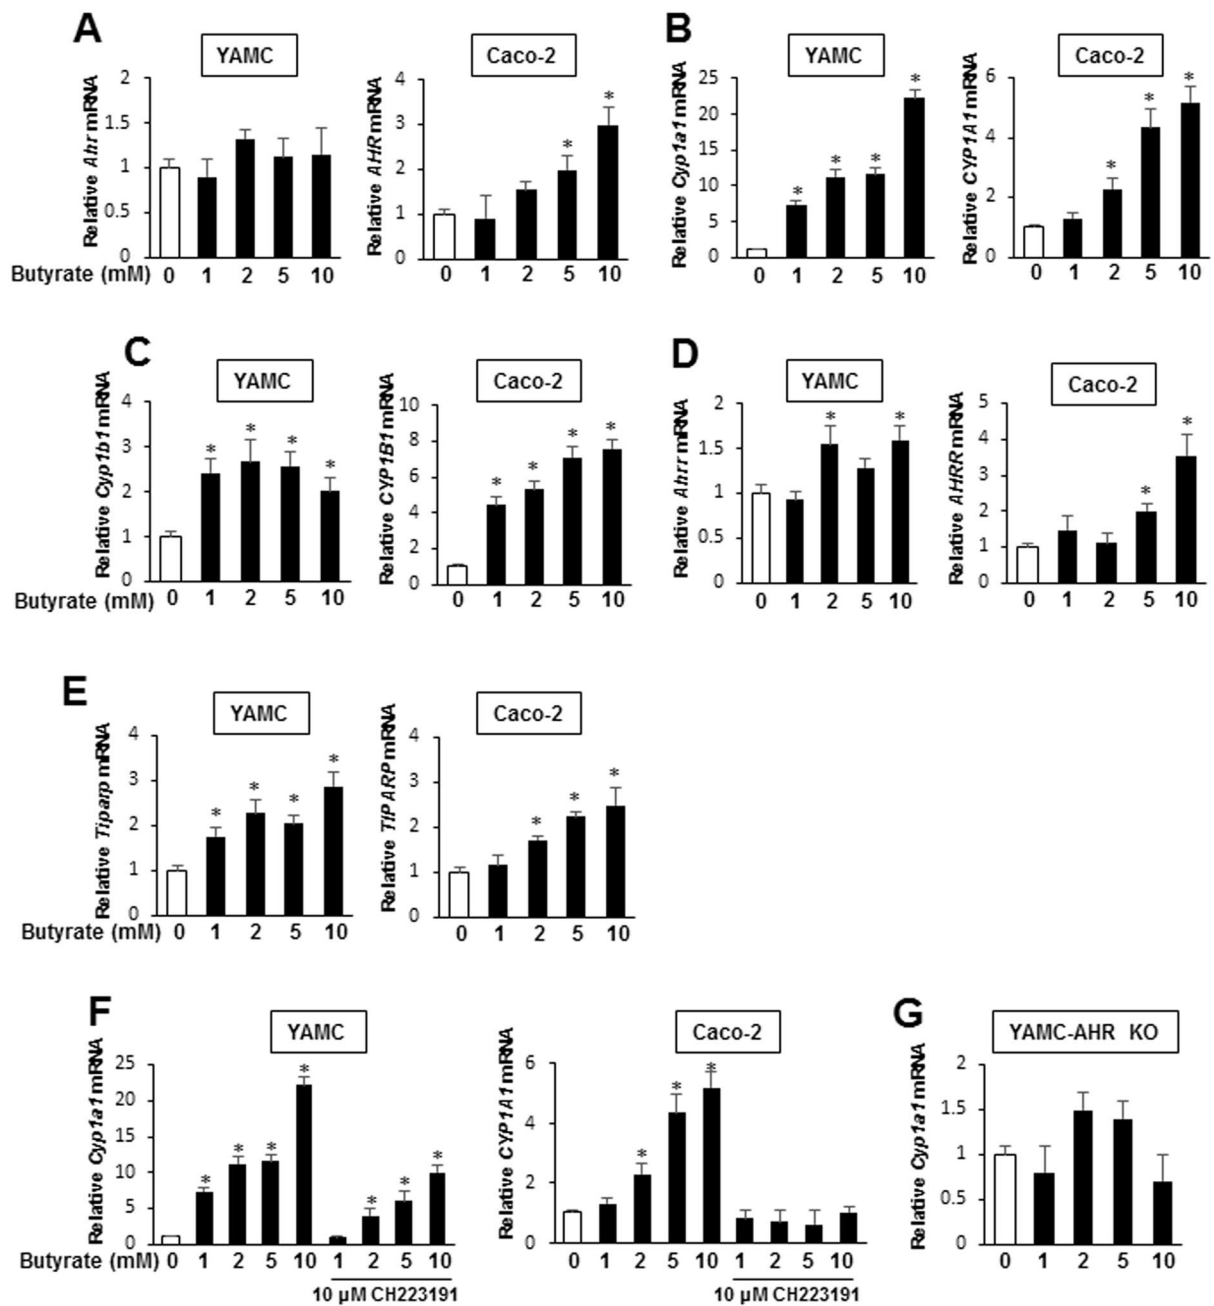 A
YAMC
Relative Ahr mRNA
2
1.5
1
0.5
0
Butyrate (mM)
0 1 2 5 10
Caco-2
Relative AHR mRNA
4
3
2
1
0
* *
0 1 2 5 10
B
YAMC
Relative Cyp1a1 mRNA
25
20
15
10
5
0
* * * *
0 1 2 5 10
Caco-2
Relative CYP1A1 mRNA
6
4
2
0
* * *
0 1 2 5 10
C
YAMC
Relative Cyp1b1 mRNA
4
3
2
1
0
* * * *
Butyrate (mM)
0 1 2 5 10
Caco-2
Relative CYP1B1 mRNA
10
8
6
4
2
0
* * * *
0 1 2 5 10
D
YAMC
Relative Ahrr mRNA
2
1.5
1
0.5
0
* *
0 1 2 5 10
Caco-2
Relative AHRR mRNA
5
4
3
2
1
0
* *
0 1 2 5 10
E
YAMC
Relative Tiparp mRNA
4
3
2
1
0
* * * *
Butyrate (mM)
0 1 2 5 10
Caco-2
Relative TIPARP mRNA
4
3
2
1
0
* * *
0 1 2 5 10
F
YAMC
Relative Cyp1a1 mRNA
25
20
15
10
5
0
* * * * * * *
Butyrate (mM)
0 1 2 5 10 1 2 5 10
10 µM CH223191
Caco-2
Relative CYP1A1 mRNA
6
4
2
0
* * *
0 1 2 5 10 1 2 5 10
10 µM CH223191
G
YAMC-AHR KO
Relative Cyp1a1 mRNA
2
1.5
1
0.5
0
0 1 2 5 10